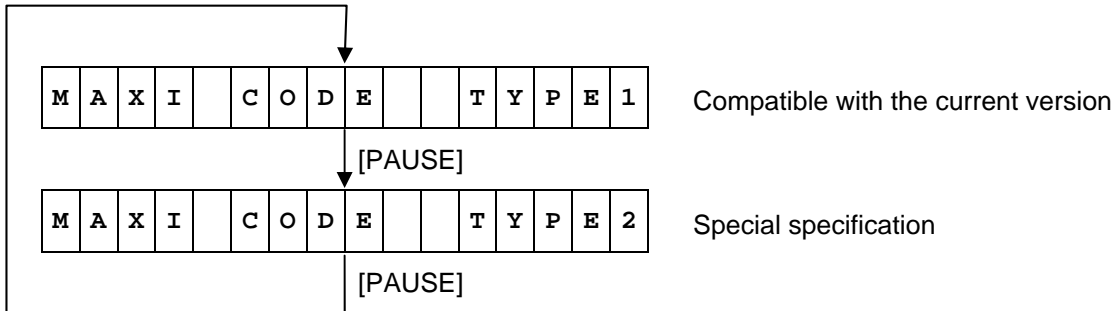 MAXI CODE  TYPE1 Compatible with the current version
[PAUSE]
MAXI CODE  TYPE2 Special specification
[PAUSE]